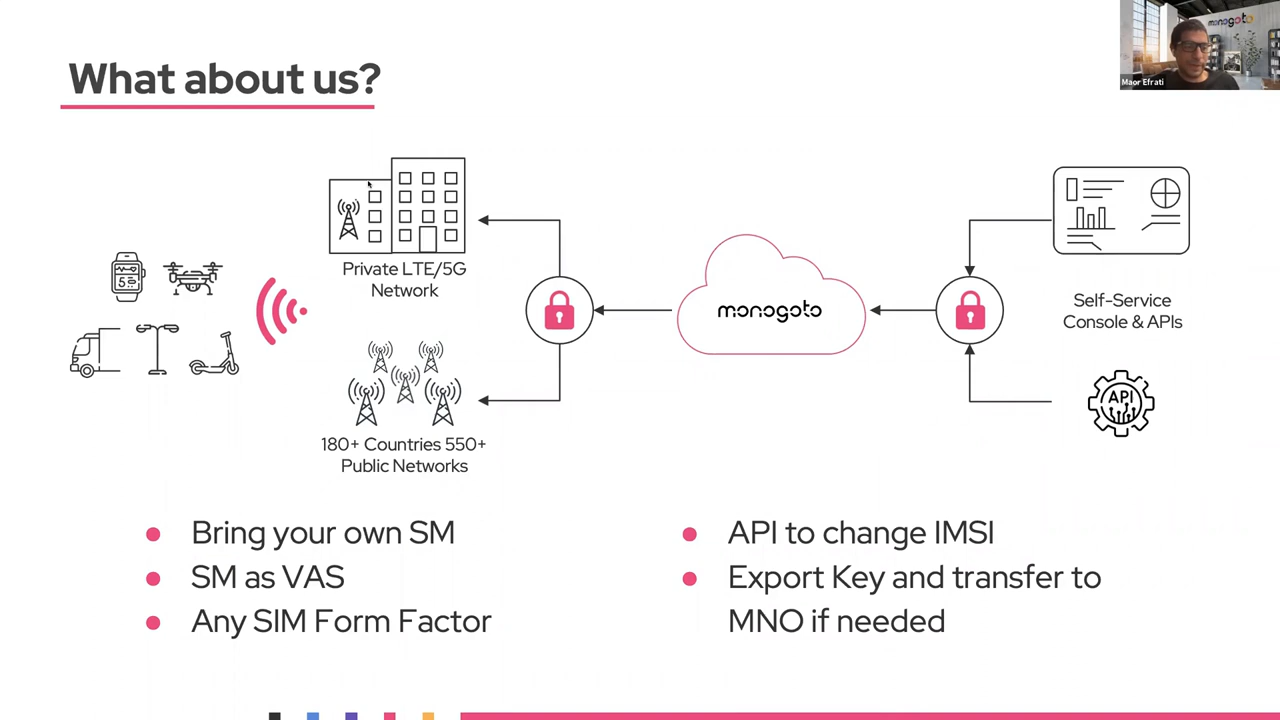 What about us?
monogoto
Maor Efrati
Private LTE/5G
Network
180+ Countries 550+
Public Networks
monogoto
Self-Service
Console & APIs
API
5
Bring your own SM
SM as VAS
Any SIM Form Factor
API to change IMSI
Export Key and transfer to
MNO if needed